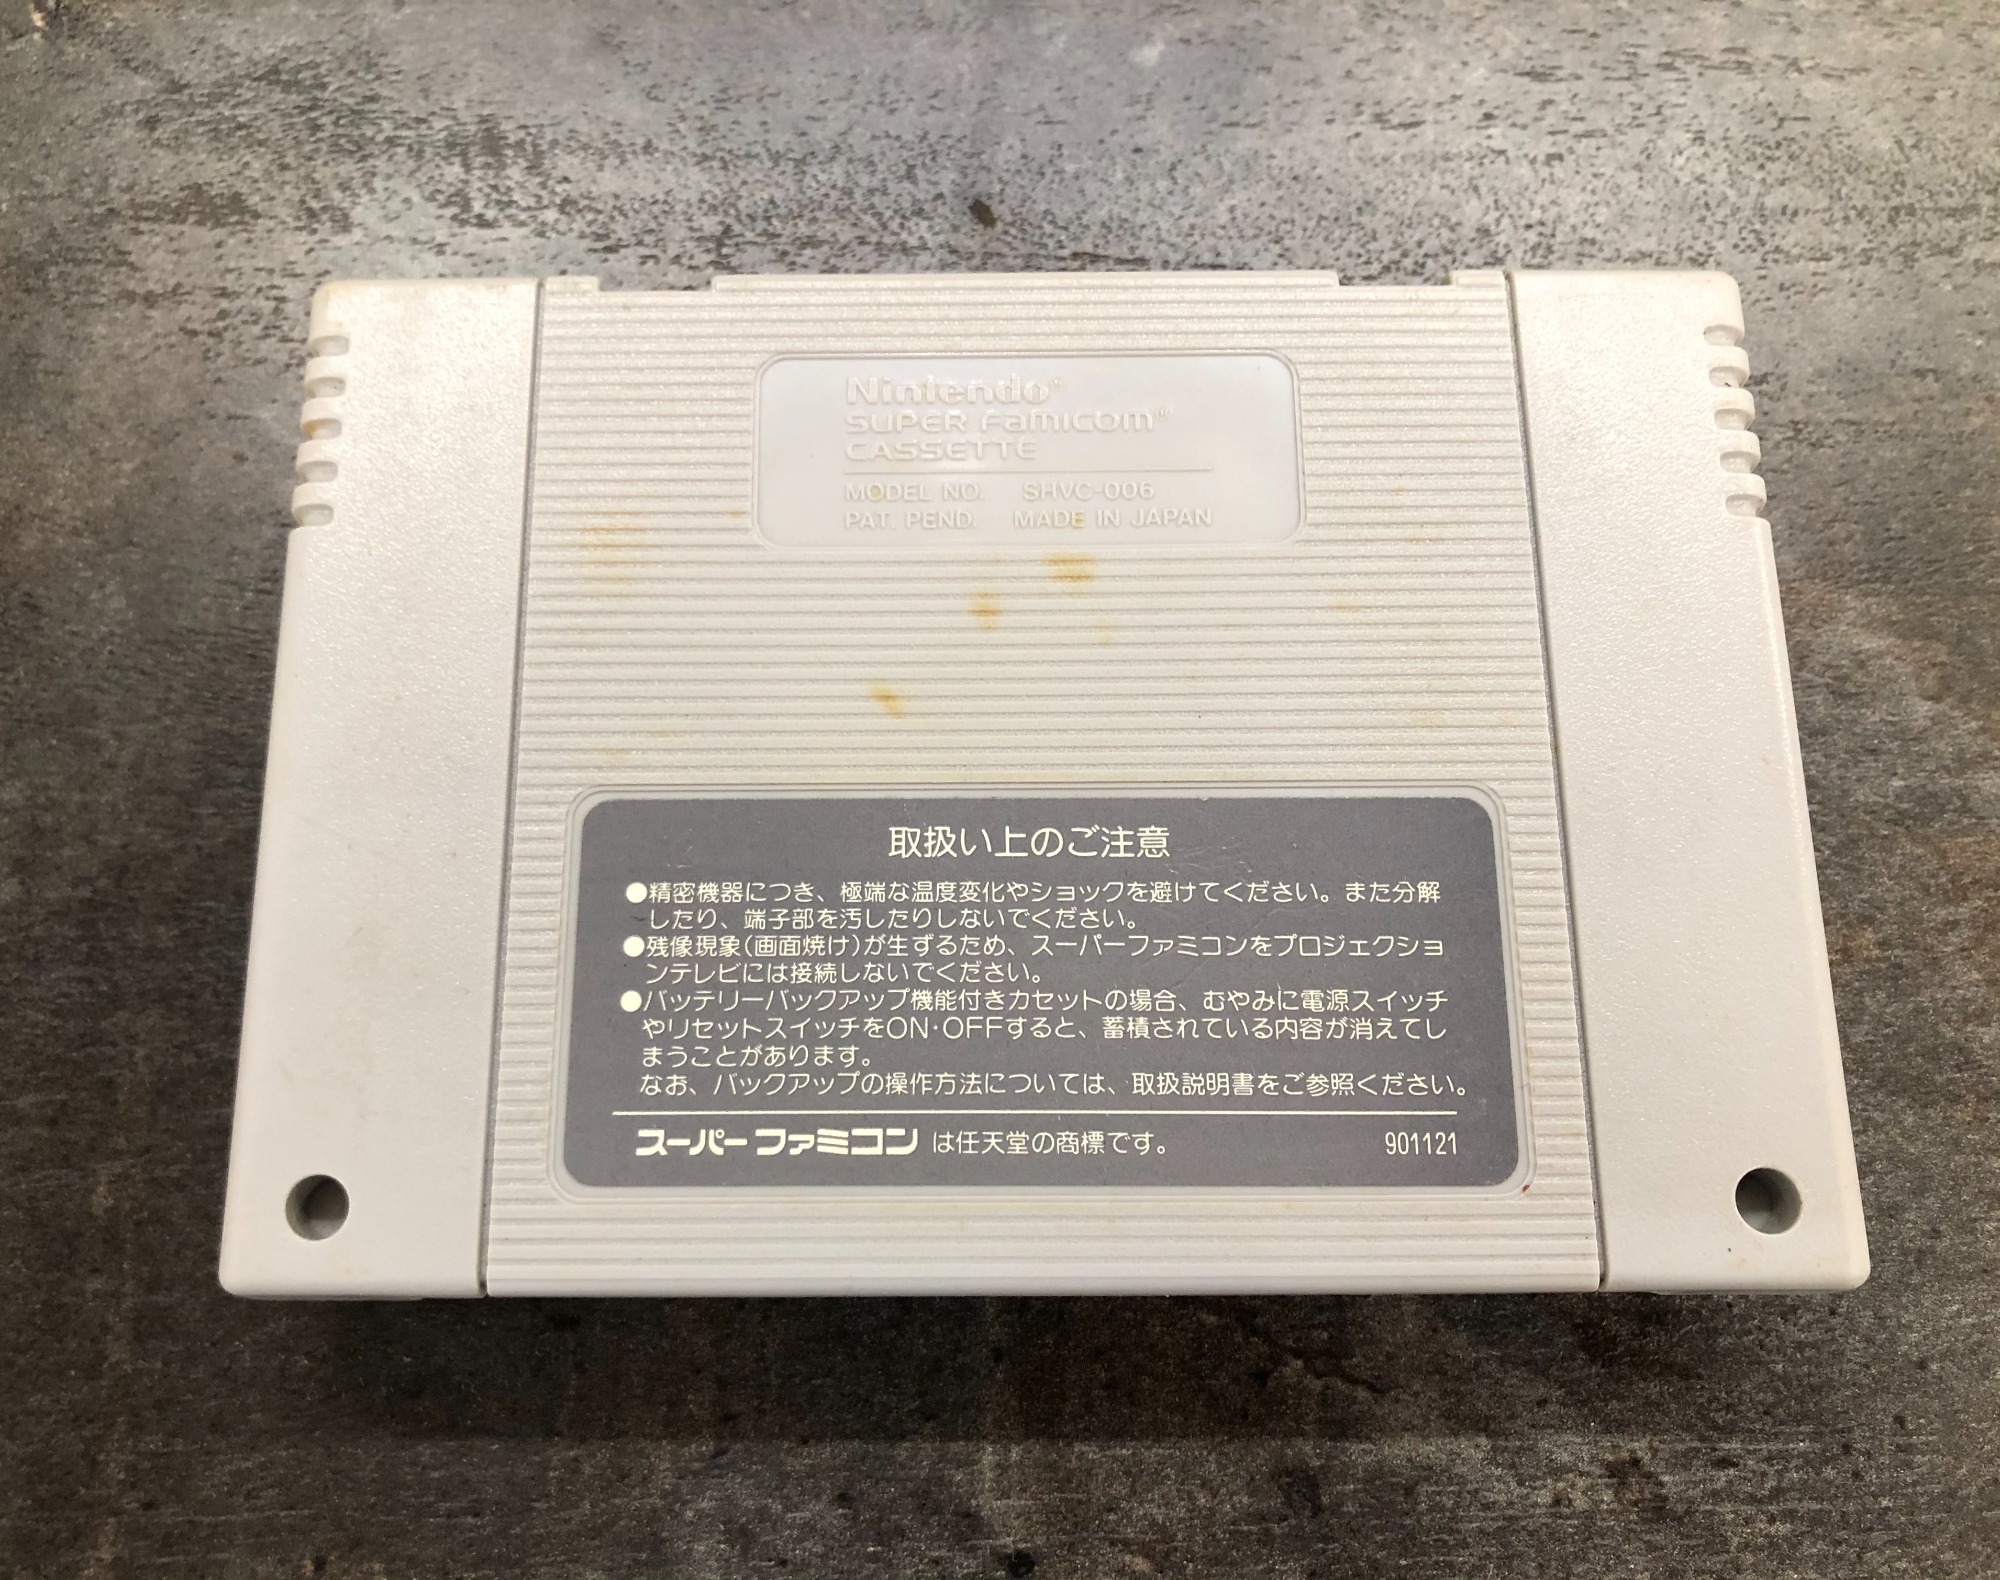 Nintendo®
SUPER FAMICOM™
CASSETTE
MODEL NO. SHVC-006
PAT. PEND. MADE IN JAPAN
取扱い上のご注意
●精密機器につき、極端な温度変化やショックを避けてください。また分解
したり、端子部を汚したりしないでください。
●残像現象(画面焼け)が生ずるため、スーパーファミコンをプロジェクショ
ンテレビには接続しないでください。
●バッテリーバックアップ機能付きカセットの場合、むやみに電源スイッチ
やリセットスイッチをON·OFFすると、蓄積されている内容が消えてし
まうことがあります。
なお、バックアップの操作方法については、取扱説明書をご参照ください。
スーパーファミコン は任天堂の商標です。 901121